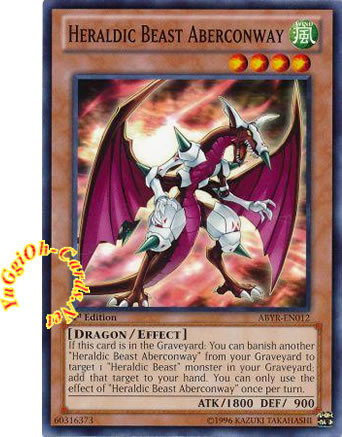 HERALDIC BEAST ABERCONWAY
WIND
風
YuGgiOh-Cards.Net
Edition
ABYR-EN012
[DRAGON/EFFECT]
If this card is in the Graveyard: You can banish another
"Heraldic Beast Aberconway" from your Graveyard to
target 1 "Heraldic Beast" monster in your Graveyard;
add that target to your hand. You can only use the
effect of "Heraldic Beast Aberconway" once per turn.
ATK/1800 DEF/ 900
60316373
©1996 KAZUKI TAKAHASHI